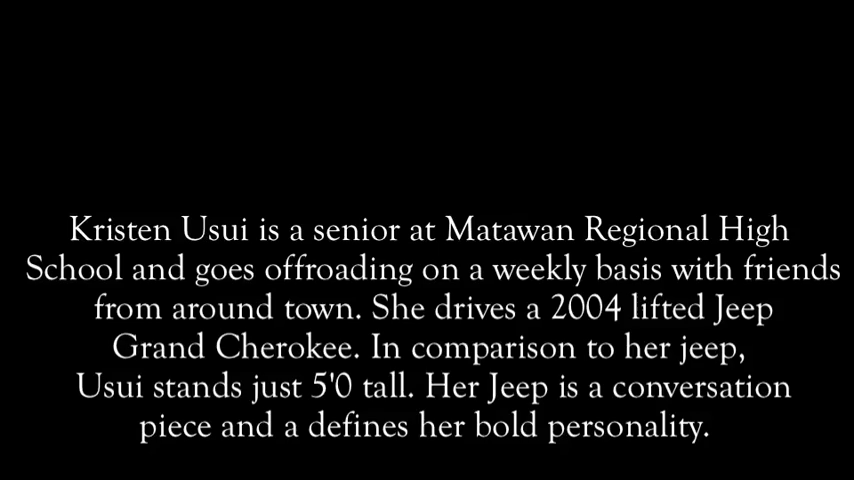 Kristen Usui is a senior at Matawan Regional High
School and goes offroading on a weekly basis with friends
from around town. She drives a 2004 lifted Jeep
Grand Cherokee. In comparison to her jeep,
Usui stands just 5'0 tall. Her Jeep is a conversation
piece and a defines her bold personality.